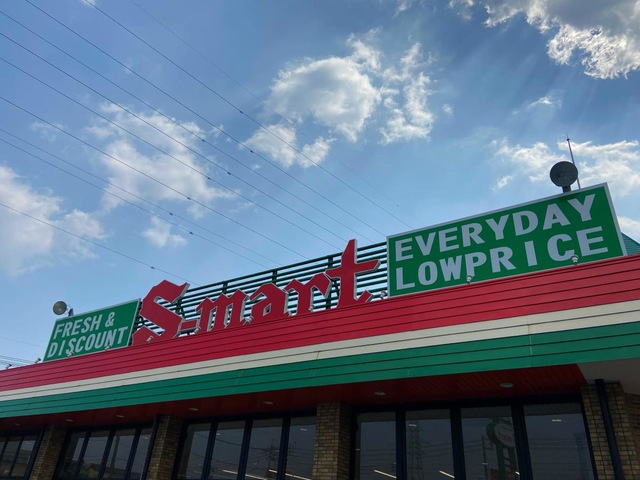 FRESH &
DISCOUNT
S-mart
EVERYDAY
LOWPRICE